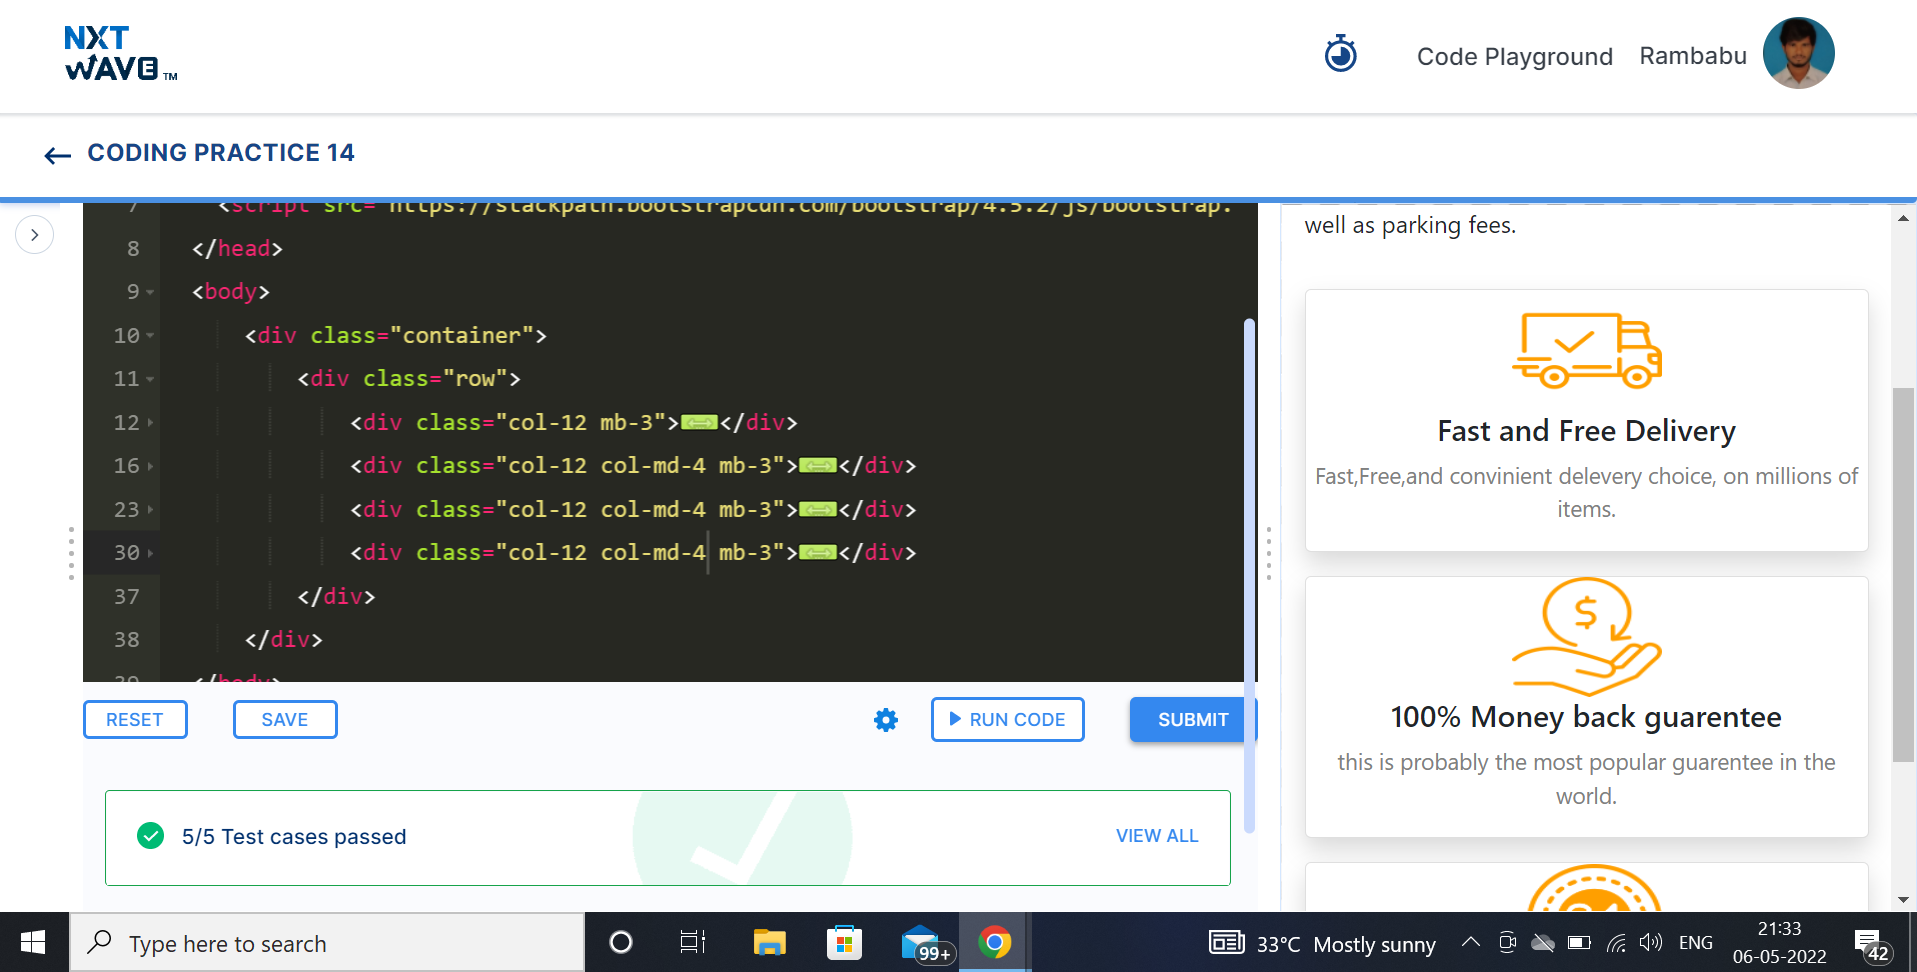 NXT
WAVE TM
Code Playground
Rambabu
CODING PRACTICE 14
7 <script src="https://stackpath.bootstrapcdn.com/bootstrap/4.5.2/js/bootstrap.
8 </head>
9 <body>
10 <div class="container">
11 <div class="row">
12 <div class="col-12 mb-3"></div>
16 <div class="col-12 col-md-4 mb-3"></div>
23 <div class="col-12 col-md-4 mb-3"></div>
30 <div class="col-12 col-md-4 mb-3"></div>
37 </div>
38 </div>
39 </body>
RESET
SAVE
RUN CODE
SUBMIT
5/5 Test cases passed
VIEW ALL
well as parking fees.
Fast and Free Delivery
Fast,Free,and convinient delevery choice, on millions of
items.
$
100% Money back guarentee
this is probably the most popular guarentee in the
world.
Type here to search
99+
33°C Mostly sunny
ENG
21:33
06-05-2022
42